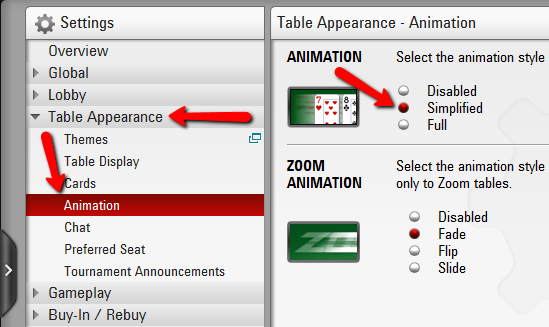 Settings
Overview
Global
Lobby
Table Appearance
Themes
Table Display
Cards
Animation
Chat
Preferred Seat
Tournament Announcements
Gameplay
Buy-In / Rebuy
Table Appearance - Animation
ANIMATION
Select the animation style
7 8
Disabled
Simplified
Full
ZOOM
ANIMATION
Select the animation style
only to Zoom tables.
Disabled
Fade
Flip
Slide